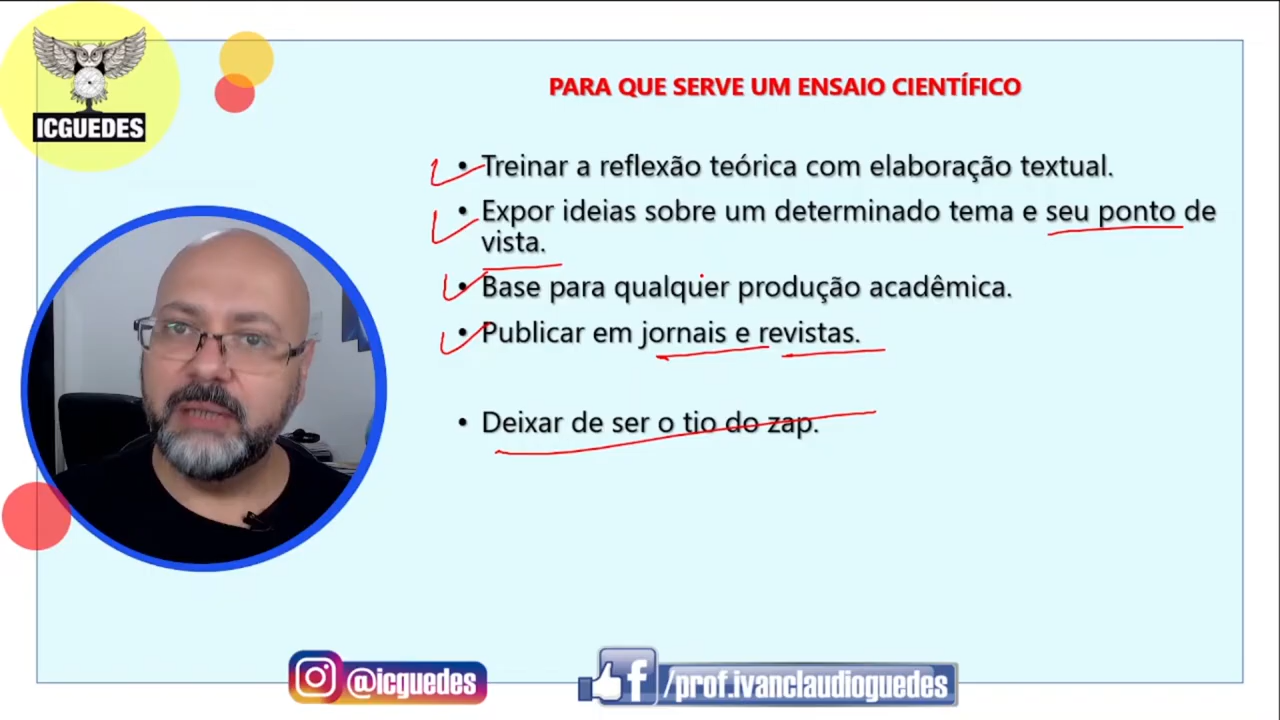 ICGUEDES
PARA QUE SERVE UM ENSAIO CIENTÍFICO
• Treinar a reflexão teórica com elaboração textual.
• Expor ideias sobre um determinado tema e seu ponto de
vista.
• Base para qualquer produção acadêmica.
• Publicar em jornais e revistas.
• Deixar de ser o tio do zap.
@icguedes
f /prof.ivanclaudioguedes